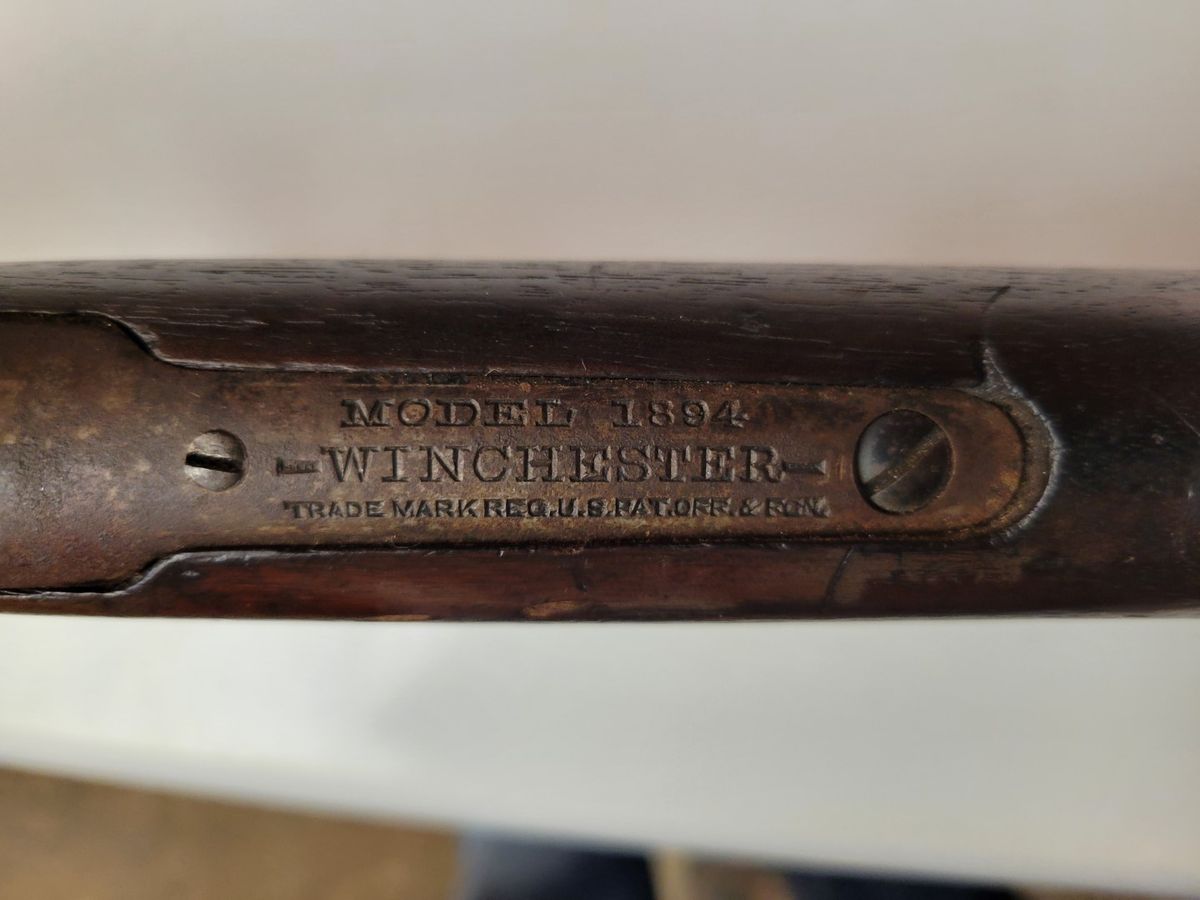 MODEL 1894
-WINCHESTER-
TRADE MARK REG.U.S.PAT.OFF.& FGN.